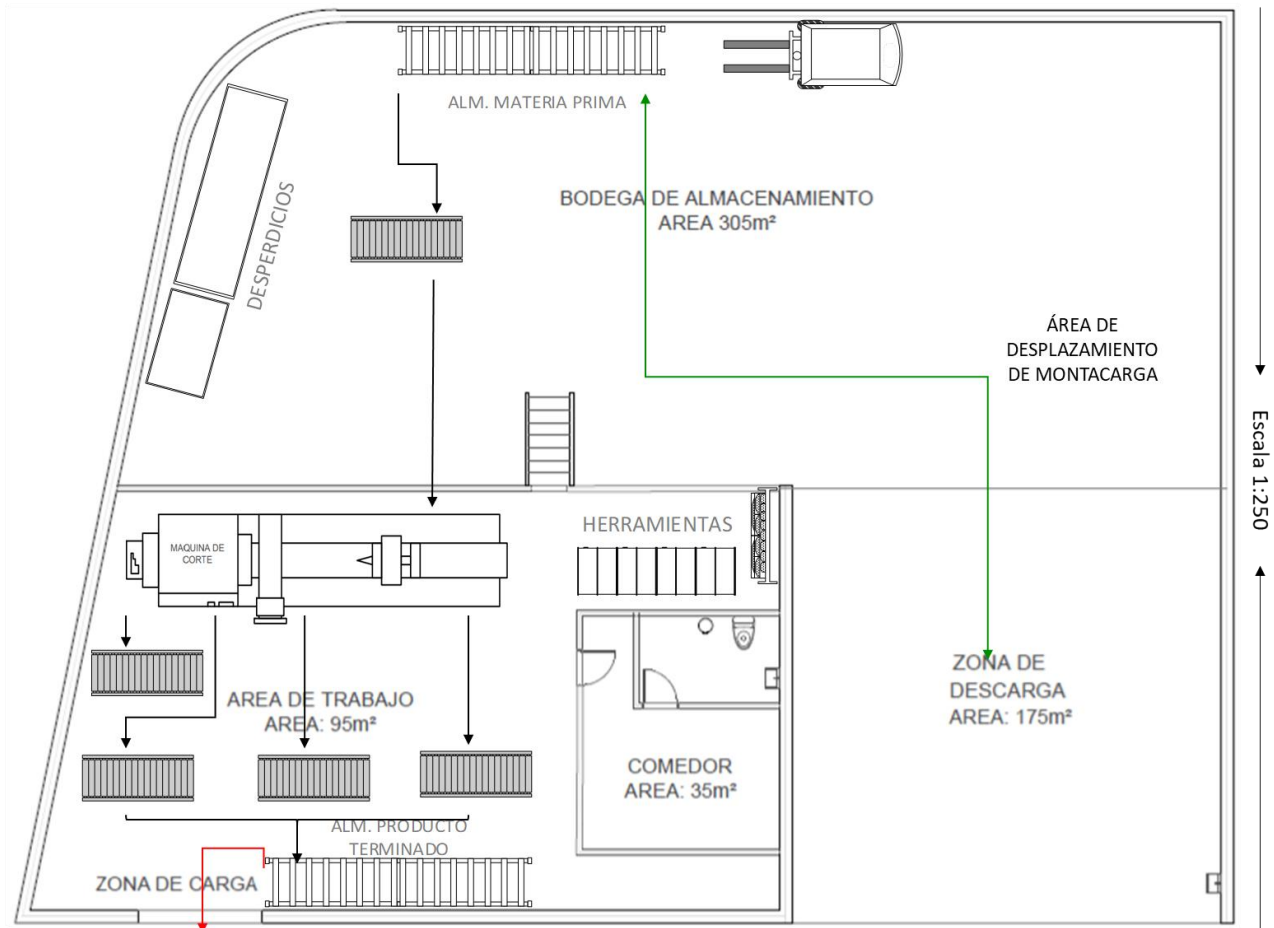 ALM. MATERIA PRIMA
DESPERDICIOS
BODEGA DE ALMACENAMIENTO
AREA 305m²
ÁREA DE
DESPLAZAMIENTO
DE MONTACARGA
Escala 1:250
MAQUINA DE
CORTE
HERRAMIENTAS
AREA DE TRABAJO
AREA: 95m²
ZONA DE
DESCARGA
AREA: 175m²
COMEDOR
AREA: 35m²
ALM. PRODUCTO
TERMINADO
ZONA DE CARGA